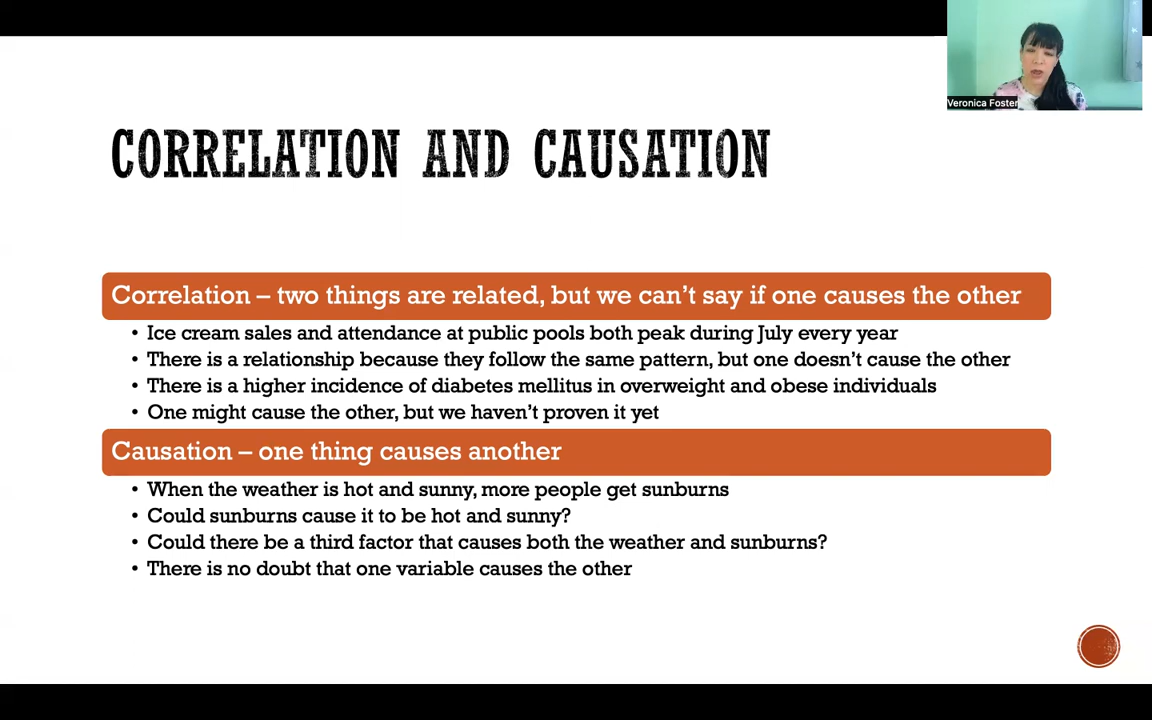 Veronica Foster
CORRELATION AND CAUSATION
Correlation – two things are related, but we can't say if one causes the other
• Ice cream sales and attendance at public pools both peak during July every year
• There is a relationship because they follow the same pattern, but one doesn't cause the other
• There is a higher incidence of diabetes mellitus in overweight and obese individuals
• One might cause the other, but we haven't proven it yet
Causation – one thing causes another
• When the weather is hot and sunny, more people get sunburns
• Could sunburns cause it to be hot and sunny?
• Could there be a third factor that causes both the weather and sunburns?
• There is no doubt that one variable causes the other